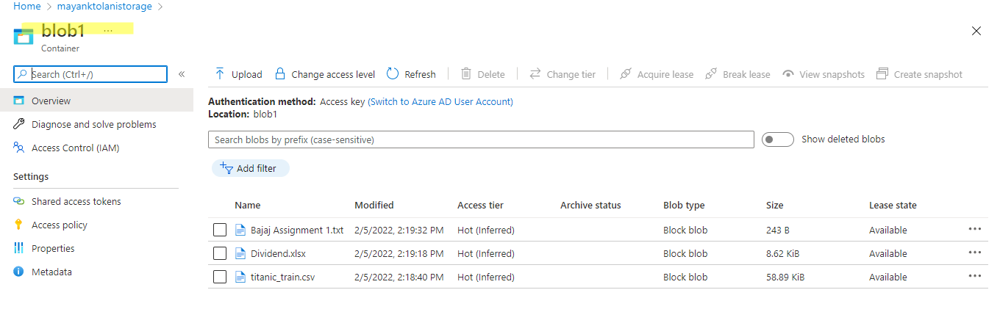 Home > mayanktolanistorage >
blob1 ...
Container
Search (Ctrl+/) «
Overview
Diagnose and solve problems
Access Control (IAM)
Settings
Shared access tokens
Access policy
Properties
Metadata
Upload Change access level Refresh Delete Change tier Acquire lease Break lease View snapshots Create snapshot
Authentication method: Access key (Switch to Azure AD User Account)
Location: blob1
Search blobs by prefix (case-sensitive) Show deleted blobs
Add filter
Name Modified Access tier Archive status Blob type Size Lease state
Bajaj Assignment 1.txt 2/5/2022, 2:19:32 PM Hot (Inferred) Block blob 243 B Available ...
Dividend.xlsx 2/5/2022, 2:19:18 PM Hot (Inferred) Block blob 8.62 KiB Available ...
titanic_train.csv 2/5/2022, 2:18:40 PM Hot (Inferred) Block blob 58.89 KiB Available ...